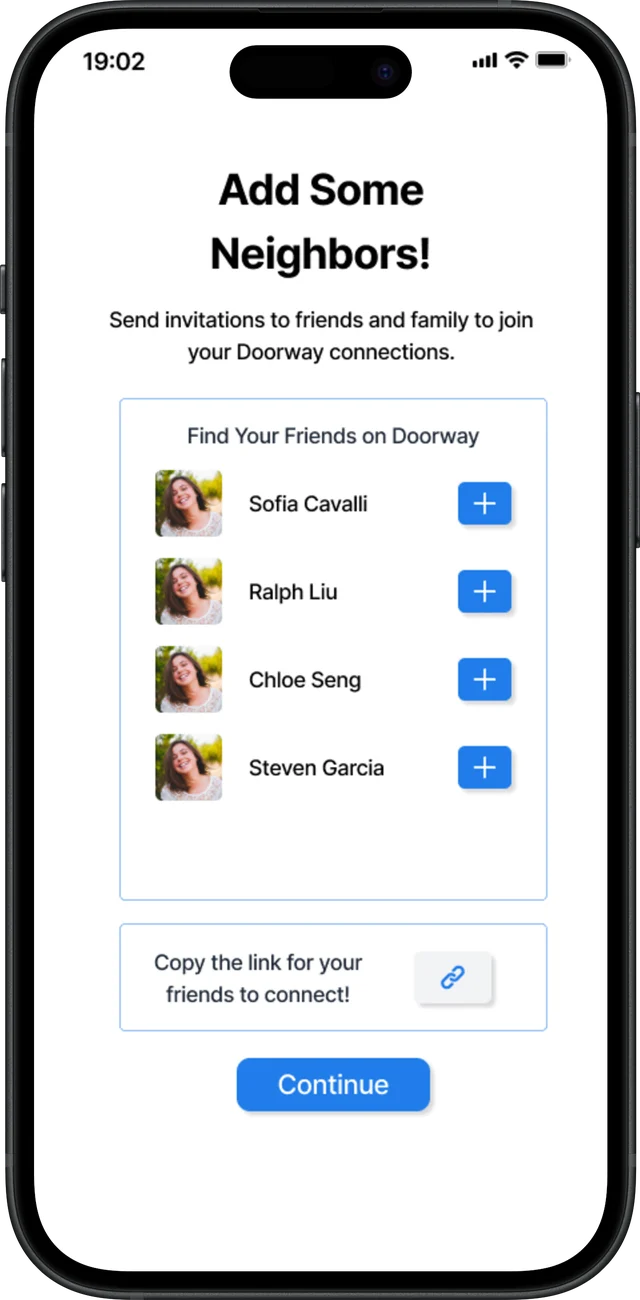 19:02
Add Some
Neighbors!
Send invitations to friends and family to join
your Doorway connections.
Find Your Friends on Doorway
Sofia Cavalli
Ralph Liu
Chloe Seng
Steven Garcia
Copy the link for your
friends to connect!
Continue